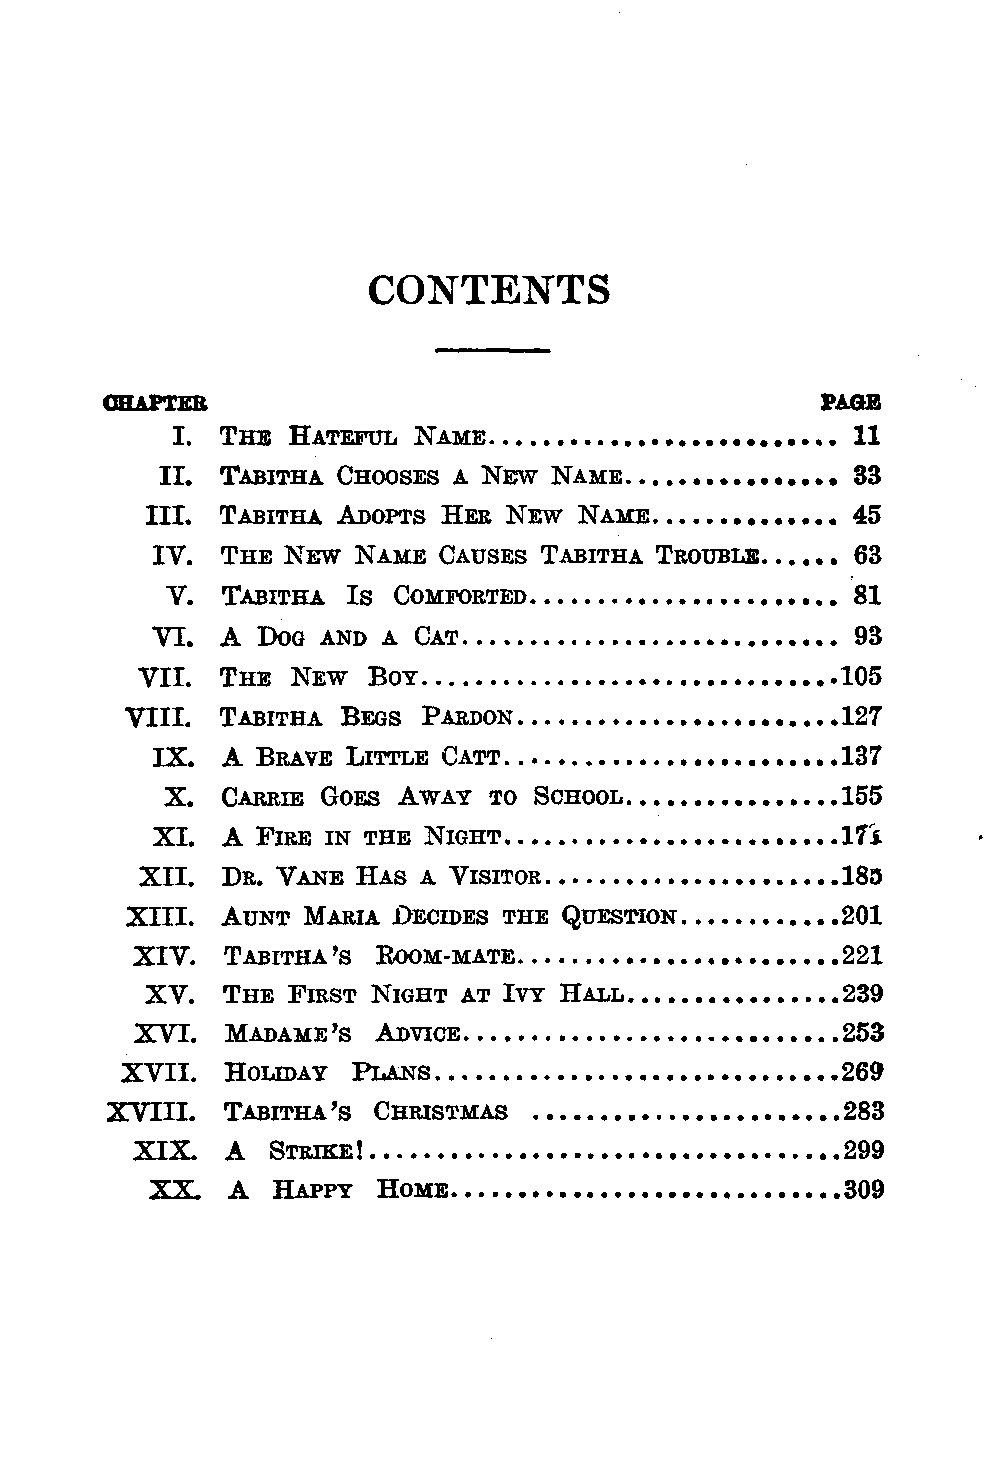 CONTENTS
CHAPTER PAGE
I. THE HATEFUL NAME.......................... 11
II. TABITHA CHOOSES A NEW NAME................ 33
III. TABITHA ADOPTS HER NEW NAME.............. 45
IV. THE NEW NAME CAUSES TABITHA TROUBLE...... 63
V. TABITHA IS COMFORTED....................... 81
VI. A DOG AND A CAT............................ 93
VII. THE NEW BOY...............................105
VIII. TABITHA BEGS PARDON........................127
IX. A BRAVE LITTLE CATT.........................137
X. CARRIE GOES AWAY TO SCHOOL................155
XI. A FIRE IN THE NIGHT.........................171
XII. DR. VANE HAS A VISITOR......................185
XIII. AUNT MARIA DECIDES THE QUESTION............201
XIV. TABITHA'S ROOM-MATE........................221
XV. THE FIRST NIGHT AT IVY HALL................239
XVI. MADAME'S ADVICE............................253
XVII. HOLIDAY PLANS..............................269
XVIII. TABITHA'S CHRISTMAS .......................283
XIX. A STRIKE!...................................299
XX. A HAPPY HOME.............................309